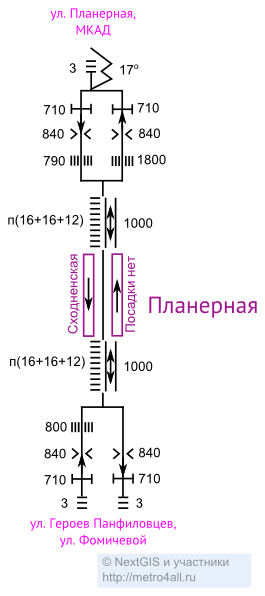 ул. Планерная,
МКАД
3
17°
710
710
840
840
790
1800
п(16+16+12)
1000
Сходненская
Посадки нет
Планерная
п(16+16+12)
1000
800
840
840
710
710
3
3
ул. Героев Панфиловцев,
ул. Фомичевой
© NextGIS и участники
http://metro4all.ru